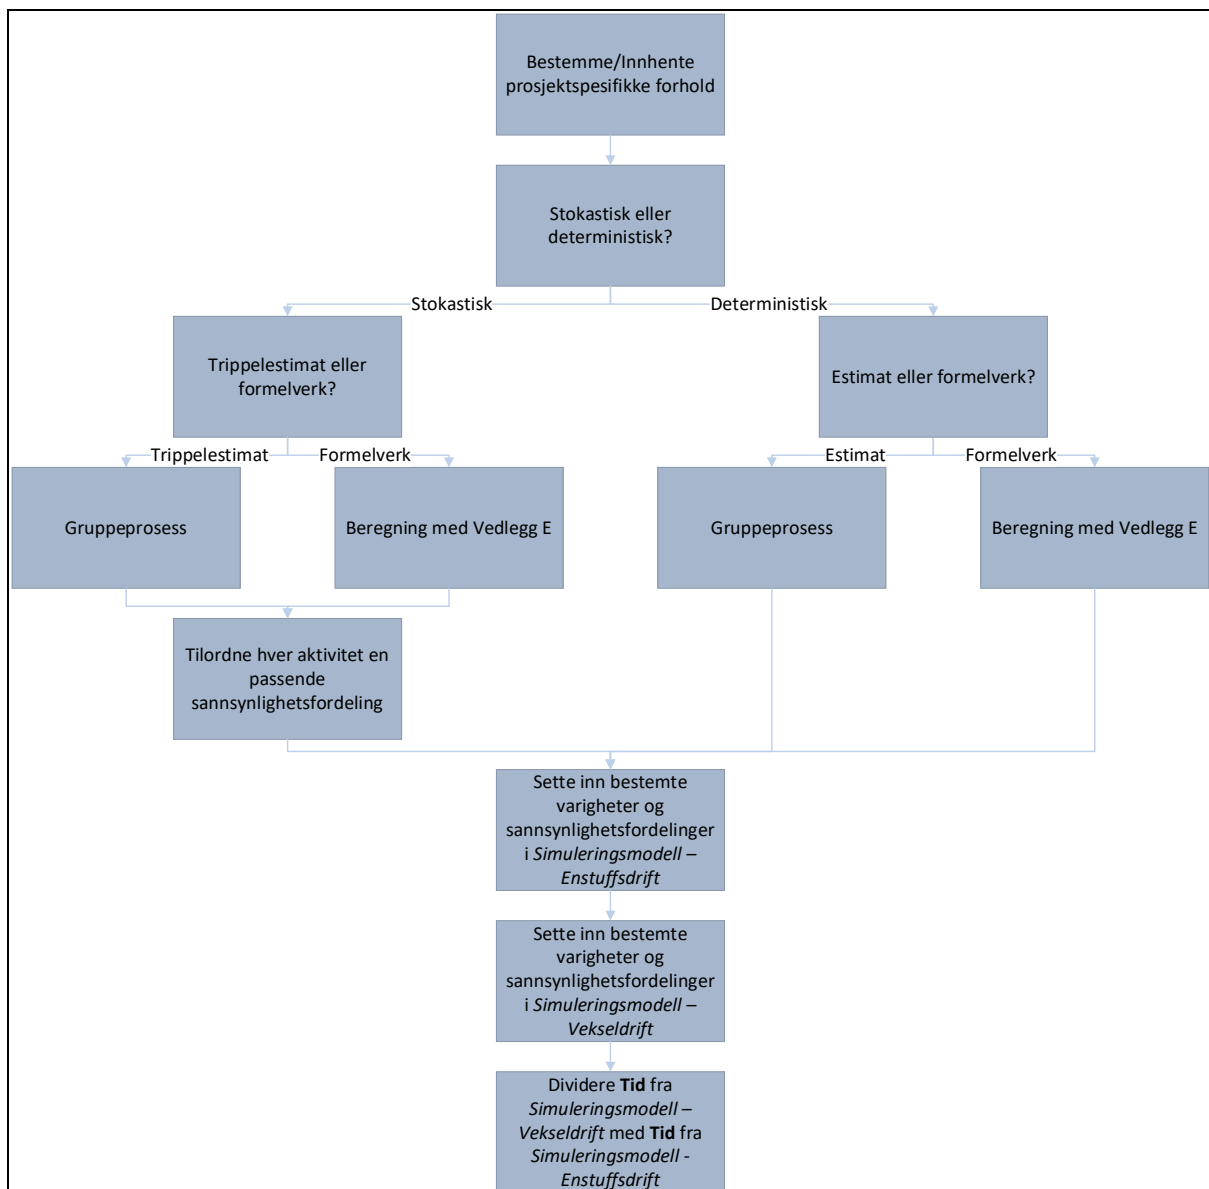 Bestemme/Innhente
prosjektspesifikke forhold
Stokastisk eller
deterministisk?
Stokastisk
Deterministisk
Trippelestimat eller
formelverk?
Estimat eller formelverk?
Trippelestimat
Formelverk
Estimat
Formelverk
Gruppeprosess
Beregning med Vedlegg E
Gruppeprosess
Beregning med Vedlegg E
Tilordne hver aktivitet en
passende
sannsynlighetsfordeling
Sette inn bestemte
varigheter og
sannsynlighetsfordelinger
i Simuleringsmodell –
Enstuffsdrift
Sette inn bestemte
varigheter og
sannsynlighetsfordelinger
i Simuleringsmodell –
Vekseldrift
Dividere Tid fra
Simuleringsmodell –
Vekseldrift med Tid fra
Simuleringsmodell -
Enstuffsdrift